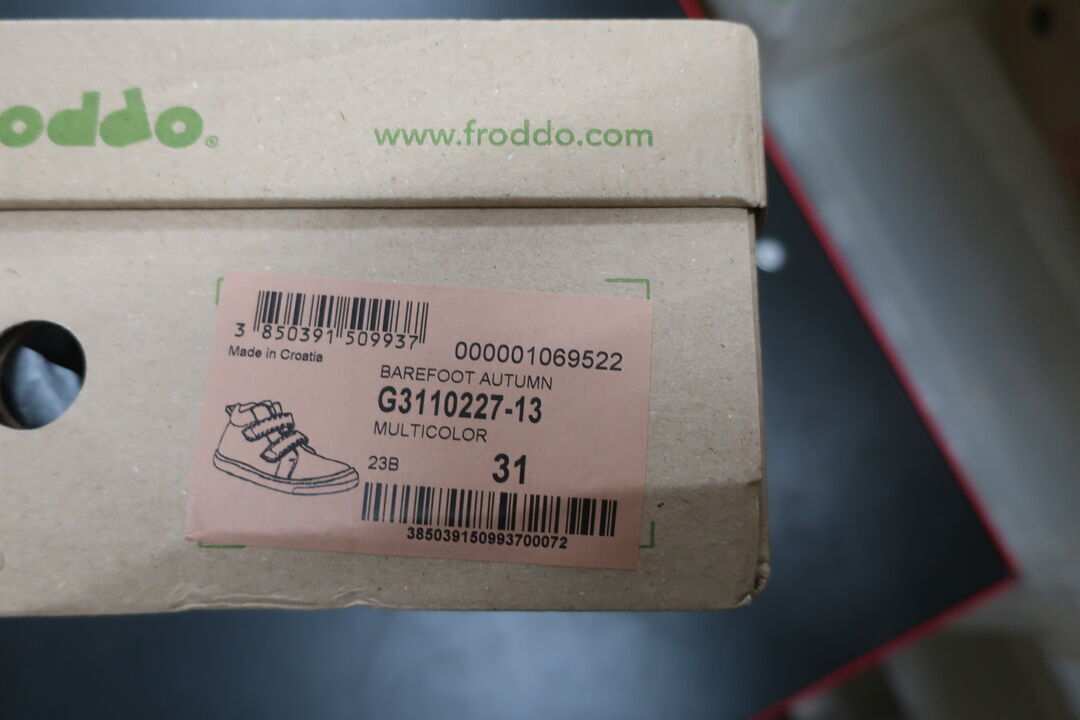 roddo®
www.froddo.com
3 850391 509937
Made in Croatia
000001069522
BAREFOOT AUTUMN
G3110227-13
MULTICOLOR
23B
31
385039150993700072